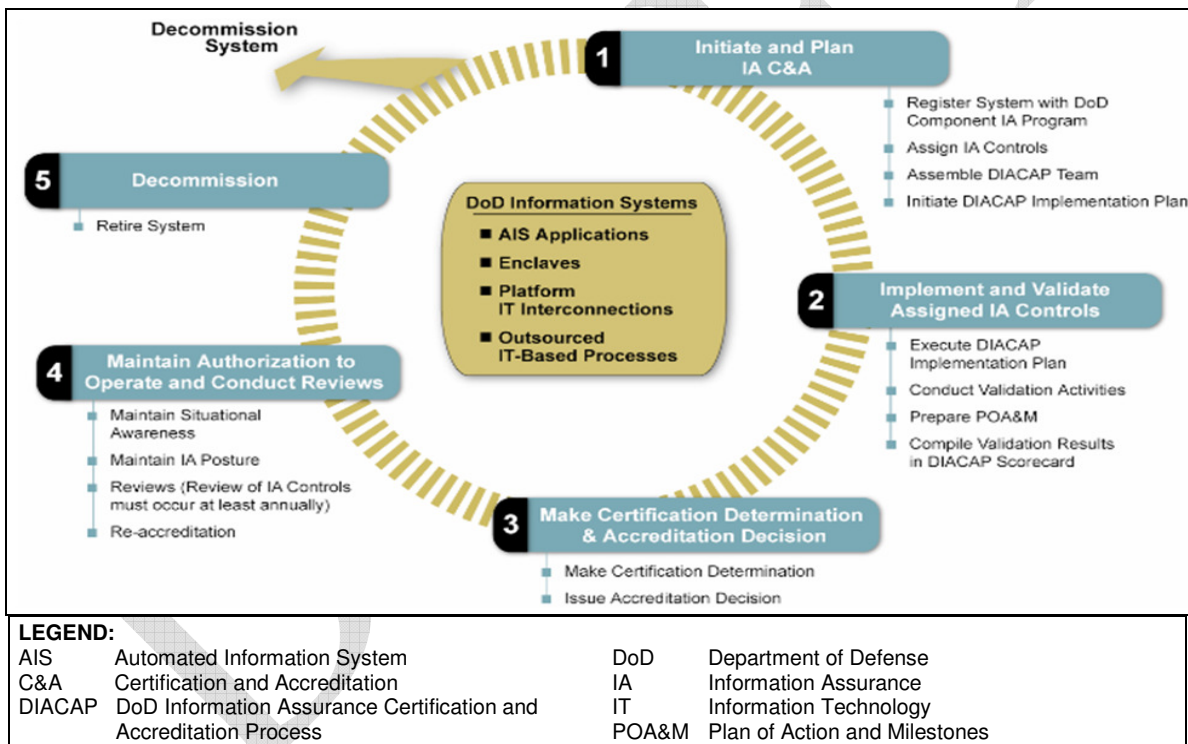 Decommission
System
1
Initiate and Plan
IA C&A
Register System with DoD
Component IA Program
Assign IA Controls
Assemble DIACAP Team
Initiate DIACAP Implementation Plan
2
Implement and Validate
Assigned IA Controls
Execute DIACAP
Implementation Plan
Conduct Validation Activities
Prepare POA&M
Compile Validation Results
in DIACAP Scorecard
3
Make Certification Determination
& Accreditation Decision
Make Certification Determination
Issue Accreditation Decision
4
Maintain Authorization to
Operate and Conduct Reviews
Maintain Situational
Awareness
Maintain IA Posture
Reviews (Review of IA Controls
must occur at least annually)
Re-accreditation
5
Decommission
Retire System
DoD Information Systems
AIS Applications
Enclaves
Platform
IT Interconnections
Outsourced
IT-Based Processes
LEGEND:
AIS Automated Information System
C&A Certification and Accreditation
DIACAP DoD Information Assurance Certification and
Accreditation Process
DoD Department of Defense
IA Information Assurance
IT Information Technology
POA&M Plan of Action and Milestones